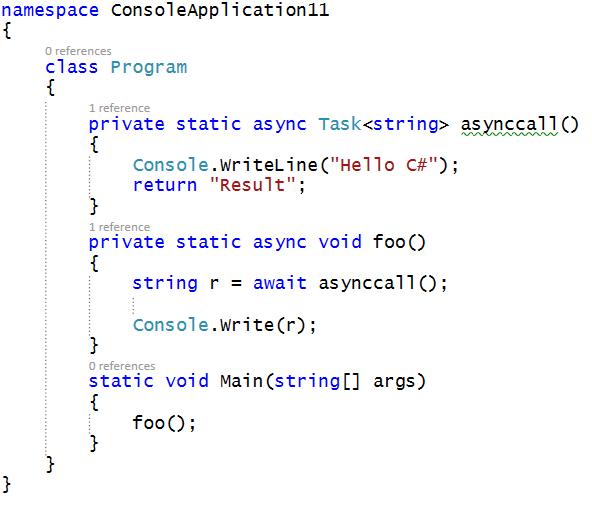 namespace ConsoleApplication11
{
0 references
class Program
{
1 reference
private static async Task<string> asynccall()
{
Console.WriteLine("Hello C#");
return "Result";
}
1 reference
private static async void foo()
{
string r = await asynccall();
Console.Write(r);
}
0 references
static void Main(string[] args)
{
foo();
}
}
}